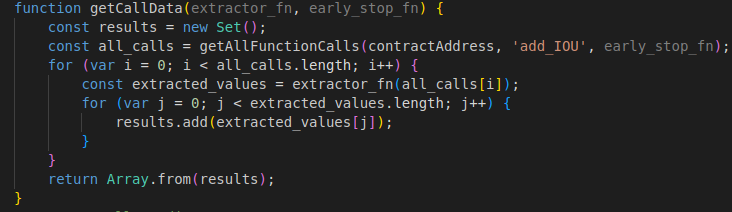 function getCallData(extractor_fn, early_stop_fn) {
    const results = new Set();
    const all_calls = getAllFunctionCalls(contractAddress, 'add_IOU', early_stop_fn);
    for (var i = 0; i < all_calls.length; i++) {
        const extracted_values = extractor_fn(all_calls[i]);
        for (var j = 0; j < extracted_values.length; j++) {
            results.add(extracted_values[j]);
        }
    }
    return Array.from(results);
}